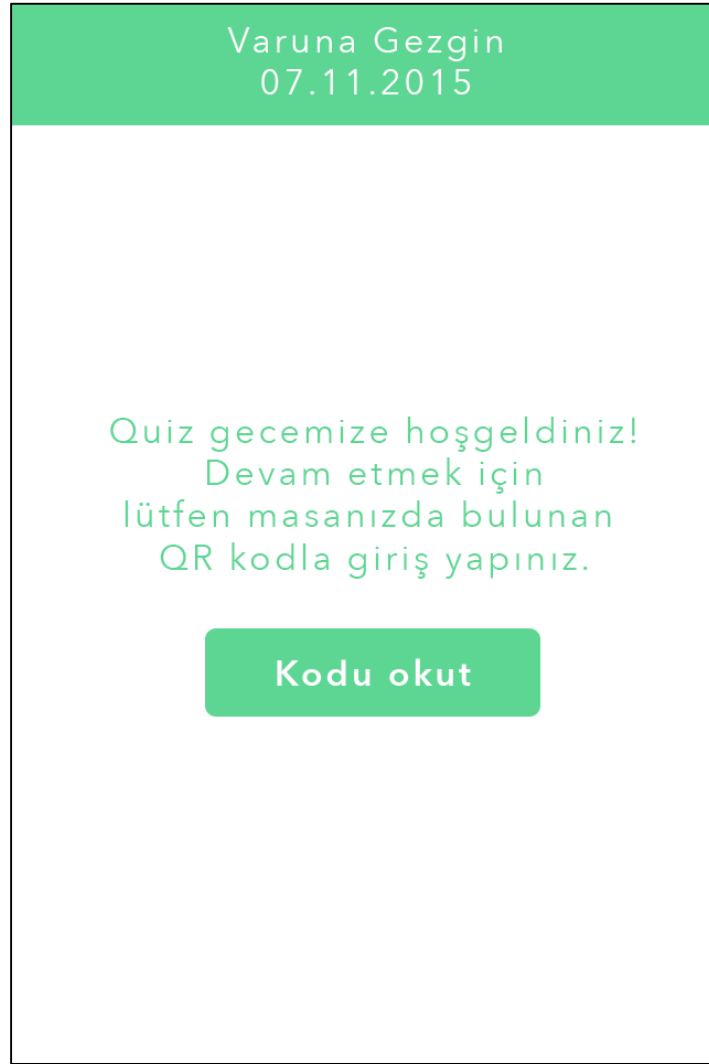 Varuna Gezgin
07.11.2015
Quiz gecemize hoşgeldiniz!
Devam etmek için
lütfen masanızda bulunan
QR kodla giriş yapınız.
Kodu okut